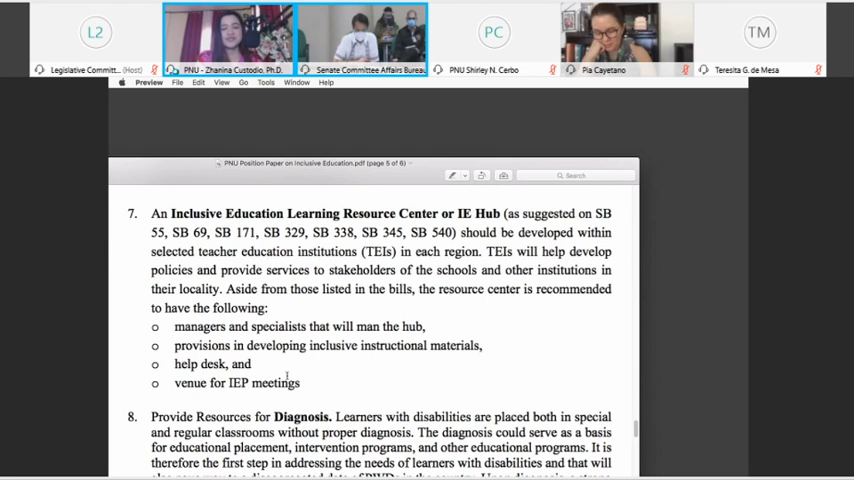 L2
PC
TM
Legislative Committ... (Host)
PNU - Zhanina Custodio, Ph.D.
Senate Committee Affairs Bureau
PNU Shirley N. Cerbo
Pia Cayetano
Teresita G. de Mesa
Preview File Edit View Go Tools Window Help
PNU Position Paper on Inclusive Education.pdf (page 5 of 6)
Search
7. An Inclusive Education Learning Resource Center or IE Hub (as suggested on SB
55, SB 69, SB 171, SB 329, SB 338, SB 345, SB 540) should be developed within
selected teacher education institutions (TEIs) in each region. TEIs will help develop
policies and provide services to stakeholders of the schools and other institutions in
their locality. Aside from those listed in the bills, the resource center is recommended
to have the following:
o managers and specialists that will man the hub,
o provisions in developing inclusive instructional materials,
o help desk, and
o venue for IEP meetings
8. Provide Resources for Diagnosis. Learners with disabilities are placed both in special
and regular classrooms without proper diagnosis. The diagnosis could serve as a basis
for educational placement, intervention programs, and other educational programs. It is
therefore the first step in addressing the needs of learners with disabilities and that will